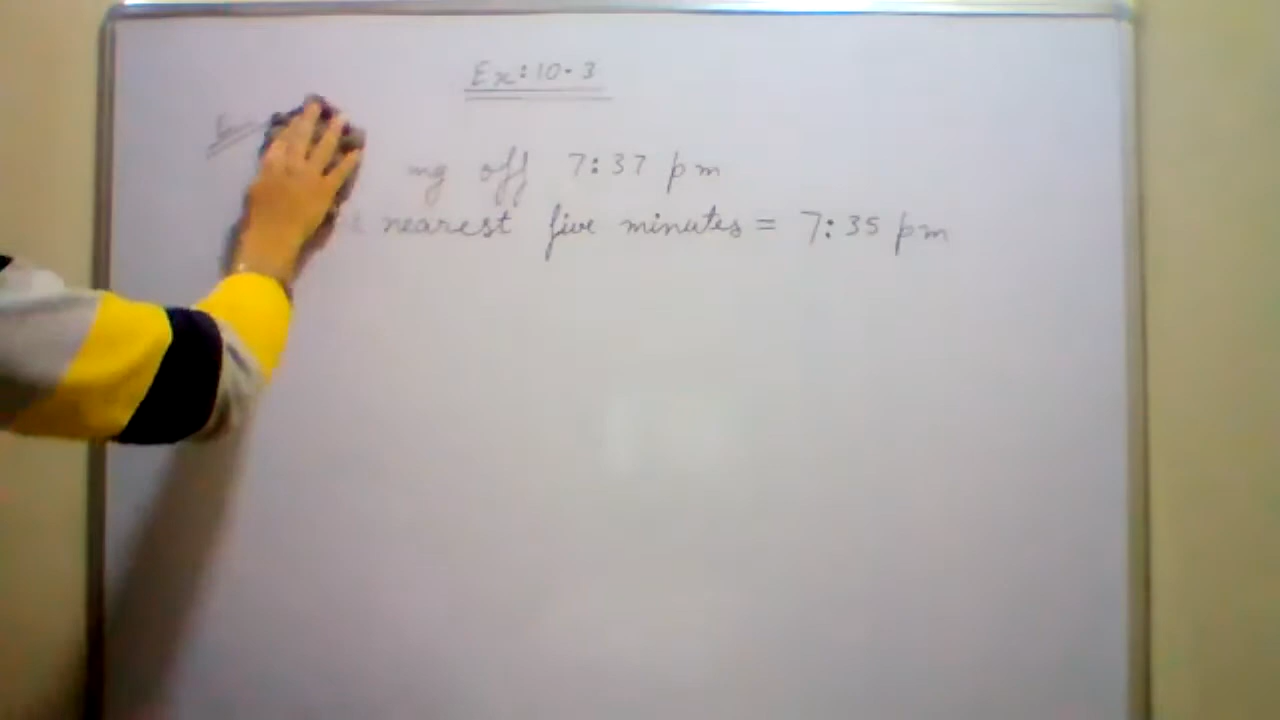 Ex:10.3
ng off 7:37 pm
nearest five minutes = 7:35 pm